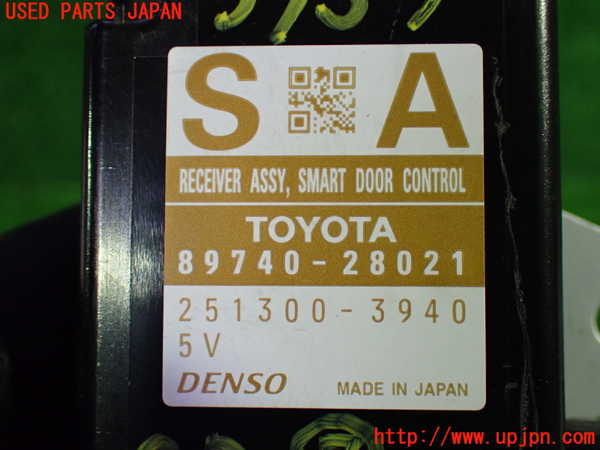 USED PARTS JAPAN
S A
RECEIVER ASSY, SMART DOOR CONTROL
TOYOTA
89740-28021
251300-3940
5V
DENSO
MADE IN JAPAN
http://www.upjpn.com/